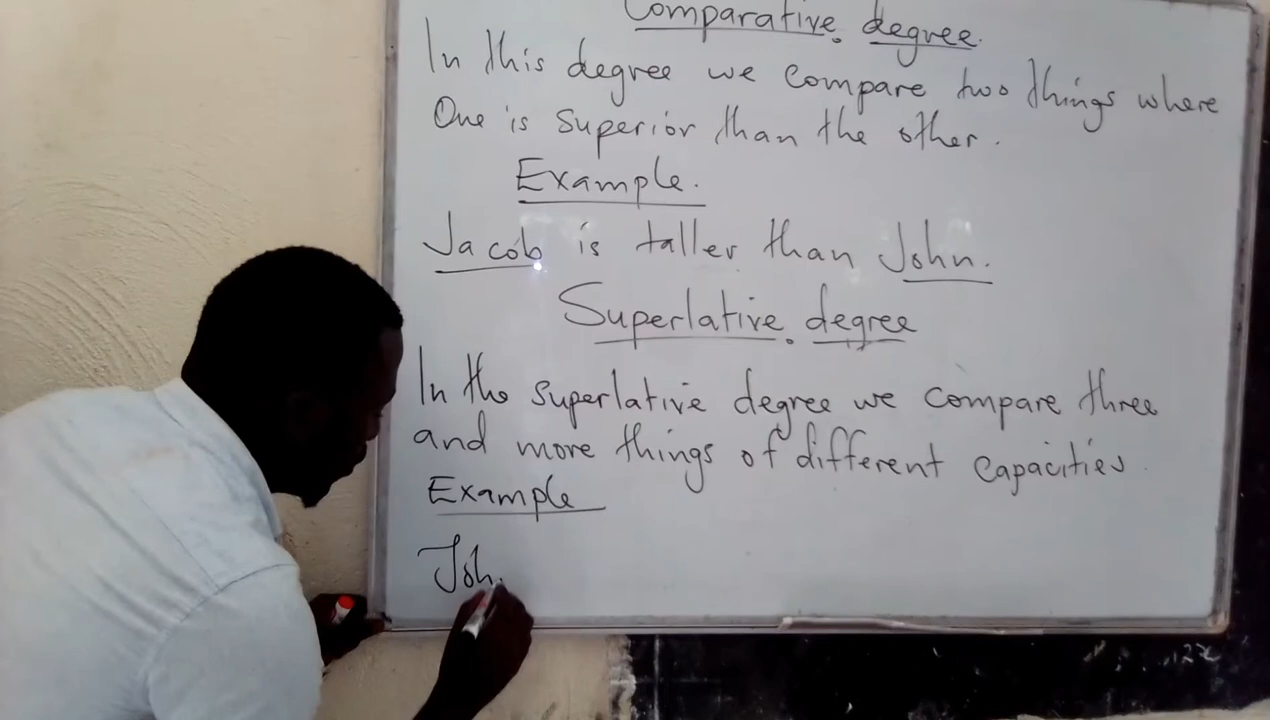 Comparative degree.
In this degree we compare two things where
One is superior than the other.
Example.
Jacob is taller than John.
Superlative degree
In the superlative degree we compare three
and more things of different capacities.
Example
Joh